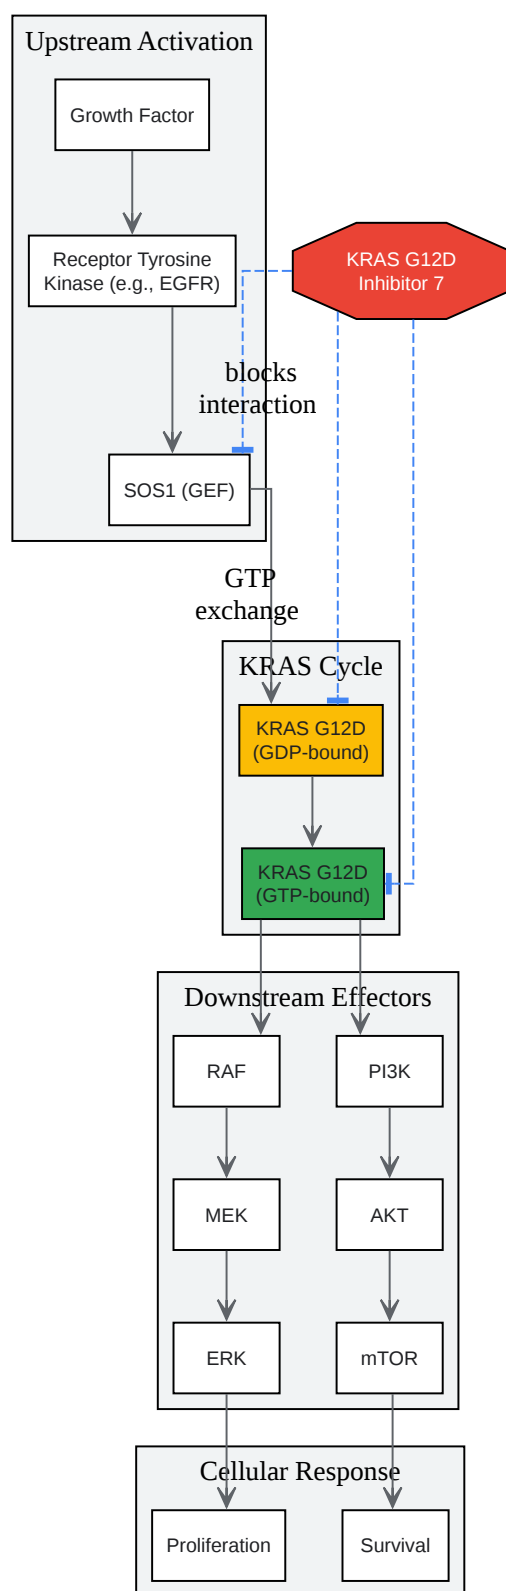 Upstream Activation
Growth Factor
Receptor Tyrosine
Kinase (e.g., EGFR)
KRAS G12D
Inhibitor 7
blocks
interaction
SOS1 (GEF)
GTP
exchange
KRAS Cycle
KRAS G12D
(GDP-bound)
KRAS G12D
(GTP-bound)
Downstream Effectors
RAF
PI3K
MEK
AKT
ERK
mTOR
Cellular Response
Proliferation
Survival